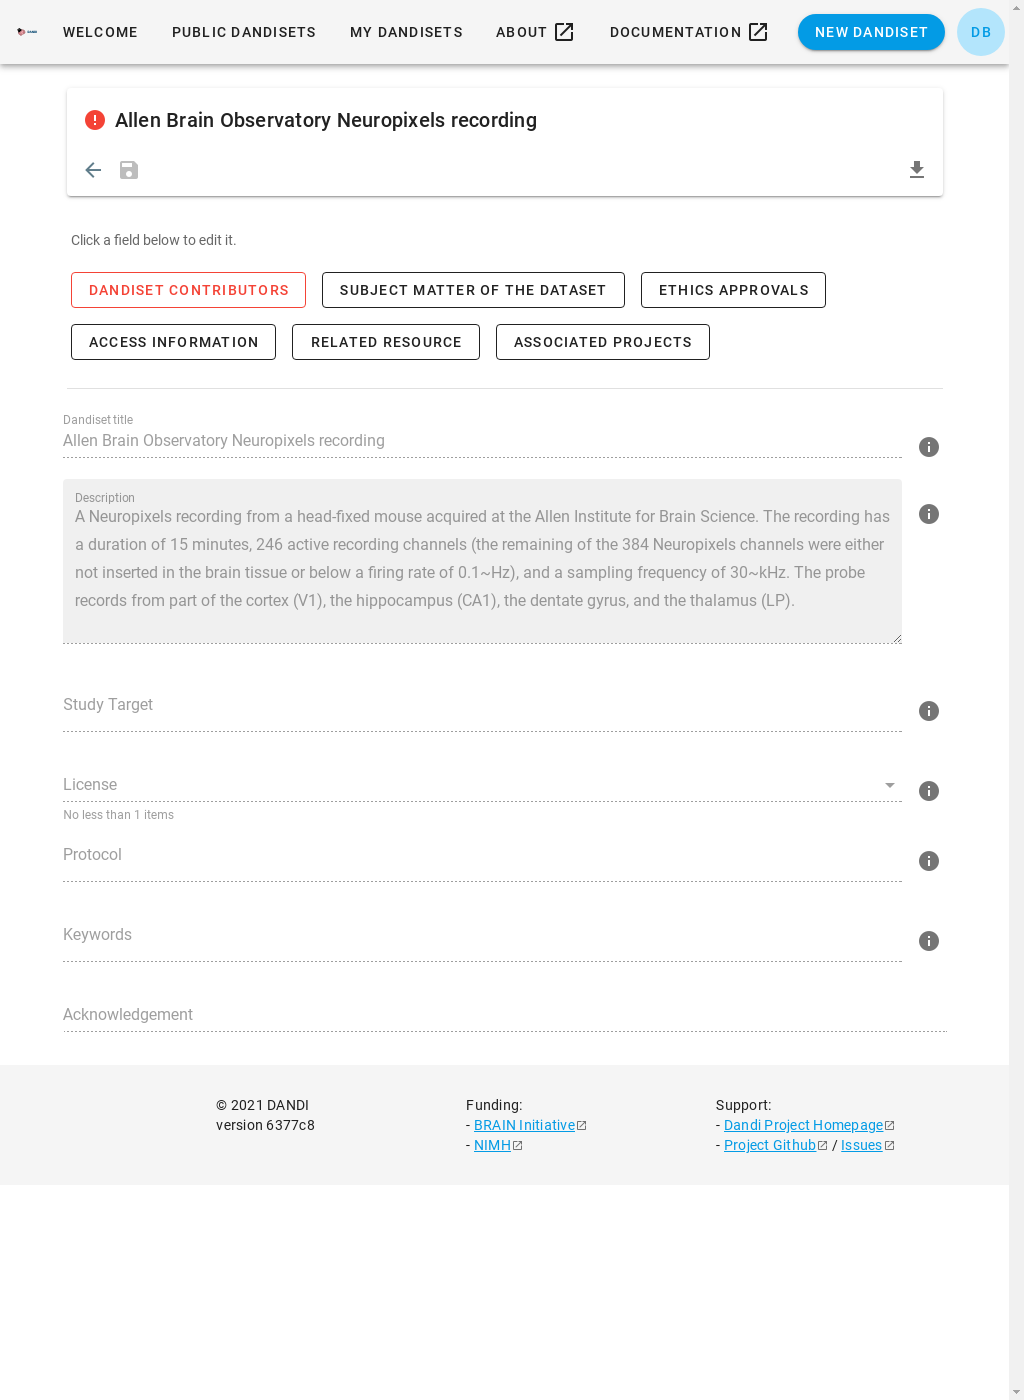 WELCOME PUBLIC DANDISETS MY DANDISETS ABOUT DOCUMENTATION NEW DANDISET DB
Allen Brain Observatory Neuropixels recording
Click a field below to edit it.
DANDISET CONTRIBUTORS SUBJECT MATTER OF THE DATASET ETHICS APPROVALS
ACCESS INFORMATION RELATED RESOURCE ASSOCIATED PROJECTS
Dandiset title
Allen Brain Observatory Neuropixels recording
Description
A Neuropixels recording from a head-fixed mouse acquired at the Allen Institute for Brain Science. The recording has
a duration of 15 minutes, 246 active recording channels (the remaining of the 384 Neuropixels channels were either
not inserted in the brain tissue or below a firing rate of 0.1~Hz), and a sampling frequency of 30~kHz. The probe
records from part of the cortex (V1), the hippocampus (CA1), the dentate gyrus, and the thalamus (LP).
Study Target
License
No less than 1 items
Protocol
Keywords
Acknowledgement
© 2021 DANDI
version 6377c8
Funding:
- BRAIN Initiative
- NIMH
Support:
- Dandi Project Homepage
- Project Github / Issues